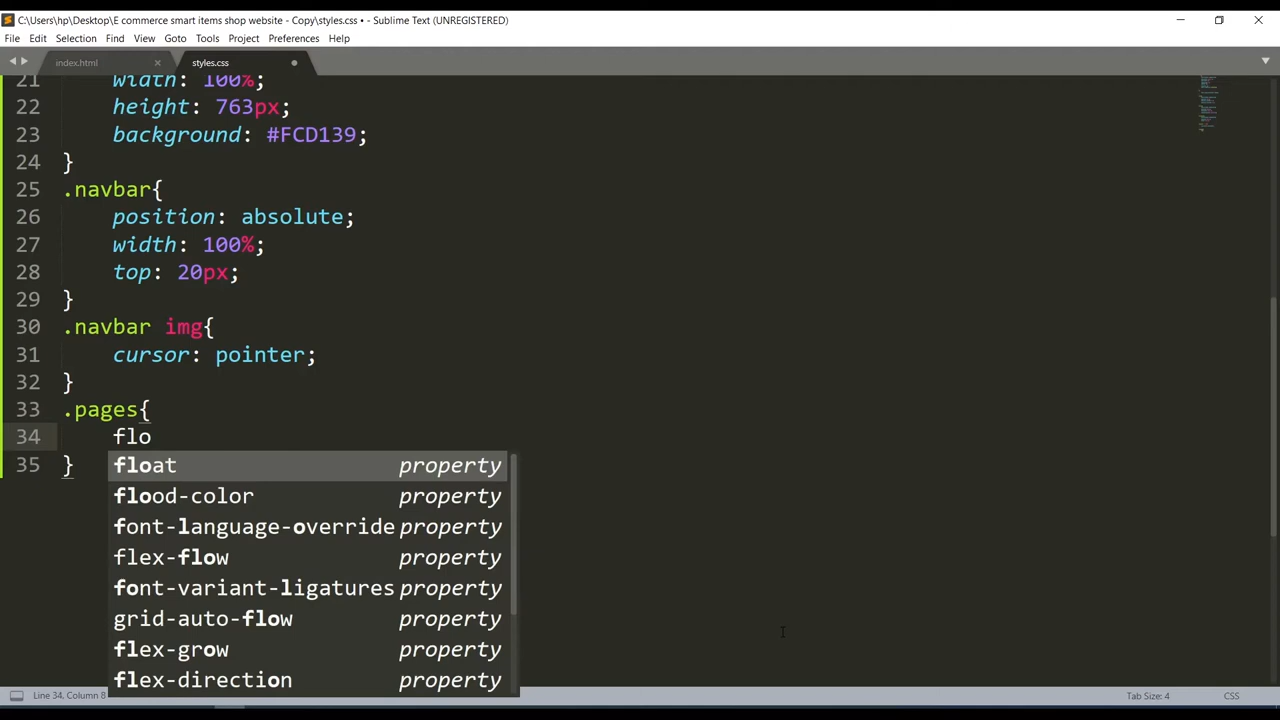 C:\Users\hp\Desktop\E commerce smart items shop website - Copy\styles.css • - Sublime Text (UNREGISTERED)
File Edit Selection Find View Goto Tools Project Preferences Help
index.html × styles.css
21 width: 100%;
22 height: 763px;
23 background: #FCD139;
24 }
25 .navbar{
26 position: absolute;
27 width: 100%;
28 top: 20px;
29 }
30 .navbar img{
31 cursor: pointer;
32 }
33 .pages{
34 flo
35 }
float property
flood-color property
font-language-override property
flex-flow property
font-variant-ligatures property
grid-auto-flow property
flex-grow property
flex-direction property
Line 34, Column 8 Tab Size: 4 CSS